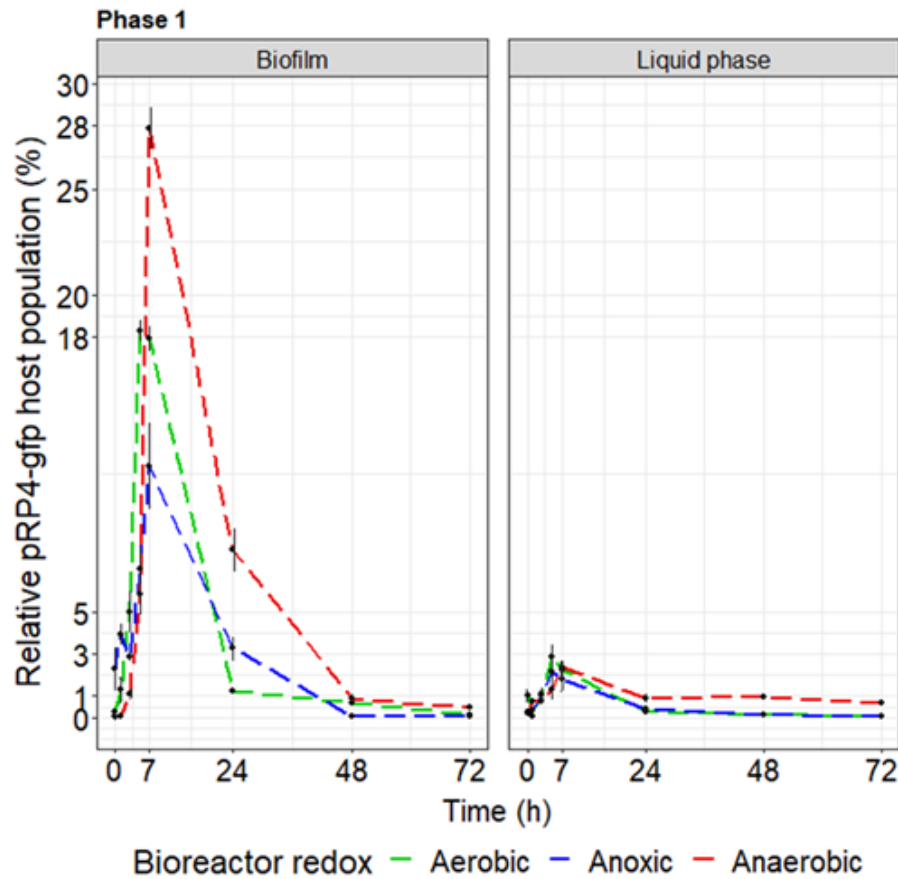 Phase 1
Biofilm
Liquid phase
Relative pRP4-gfp host population (%)
30
28
25
20
18
5
3
1
0
0 7 24 48 72
0 7 24 48 72
Time (h)
Bioreactor redox Aerobic Anoxic Anaerobic